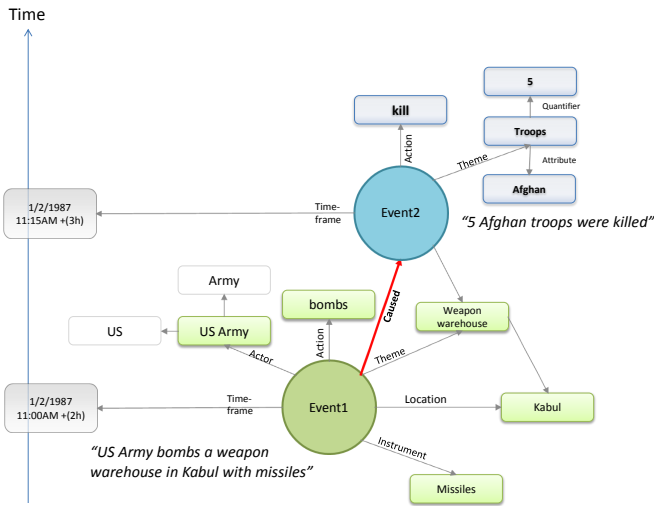 Time
5
kill
Quantifier
Troops
Action
Theme
Attribute
Afghan
1/2/1987
11:15AM +(3h)
Time-
frame
Event2
“5 Afghan troops were killed”
Army
bombs
Caused
Weapon
warehouse
US
US Army
Action
Actor
Theme
1/2/1987
11:00AM +(2h)
Time-
frame
Event1
Location
Kabul
“US Army bombs a weapon
warehouse in Kabul with missiles”
Instrument
Missiles